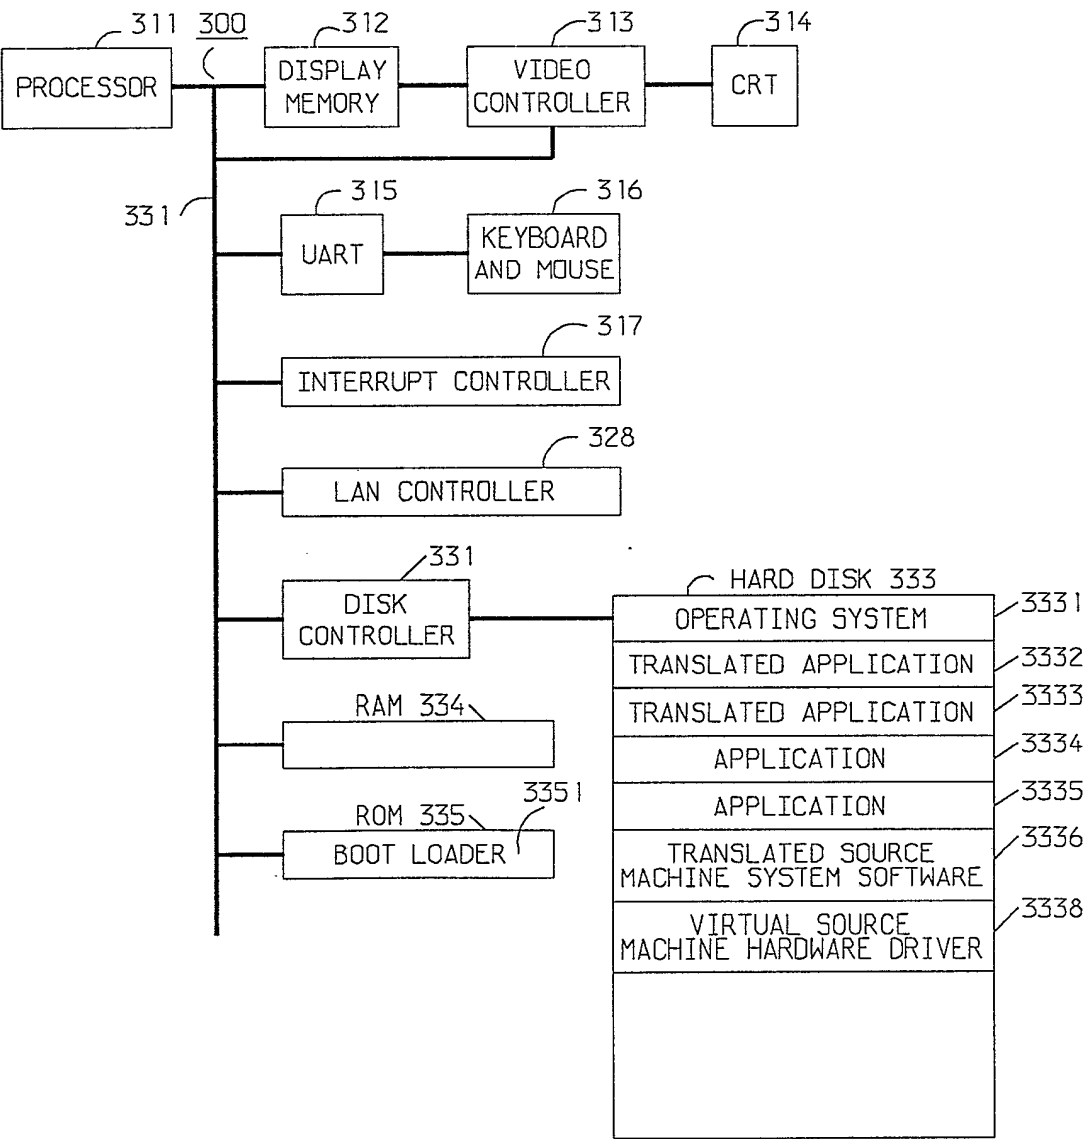 311
300
312
313
314
PROCESSOR
DISPLAY
MEMORY
VIDEO
CONTROLLER
CRT
331
315
316
UART
KEYBOARD
AND MOUSE
317
INTERRUPT CONTROLLER
328
LAN CONTROLLER
331
DISK
CONTROLLER
HARD DISK 333
OPERATING SYSTEM
3331
TRANSLATED APPLICATION
3332
TRANSLATED APPLICATION
3333
APPLICATION
3334
APPLICATION
3335
TRANSLATED SOURCE
MACHINE SYSTEM SOFTWARE
3336
VIRTUAL SOURCE
MACHINE HARDWARE DRIVER
3338
RAM 334
ROM 335
3351
BOOT LOADER